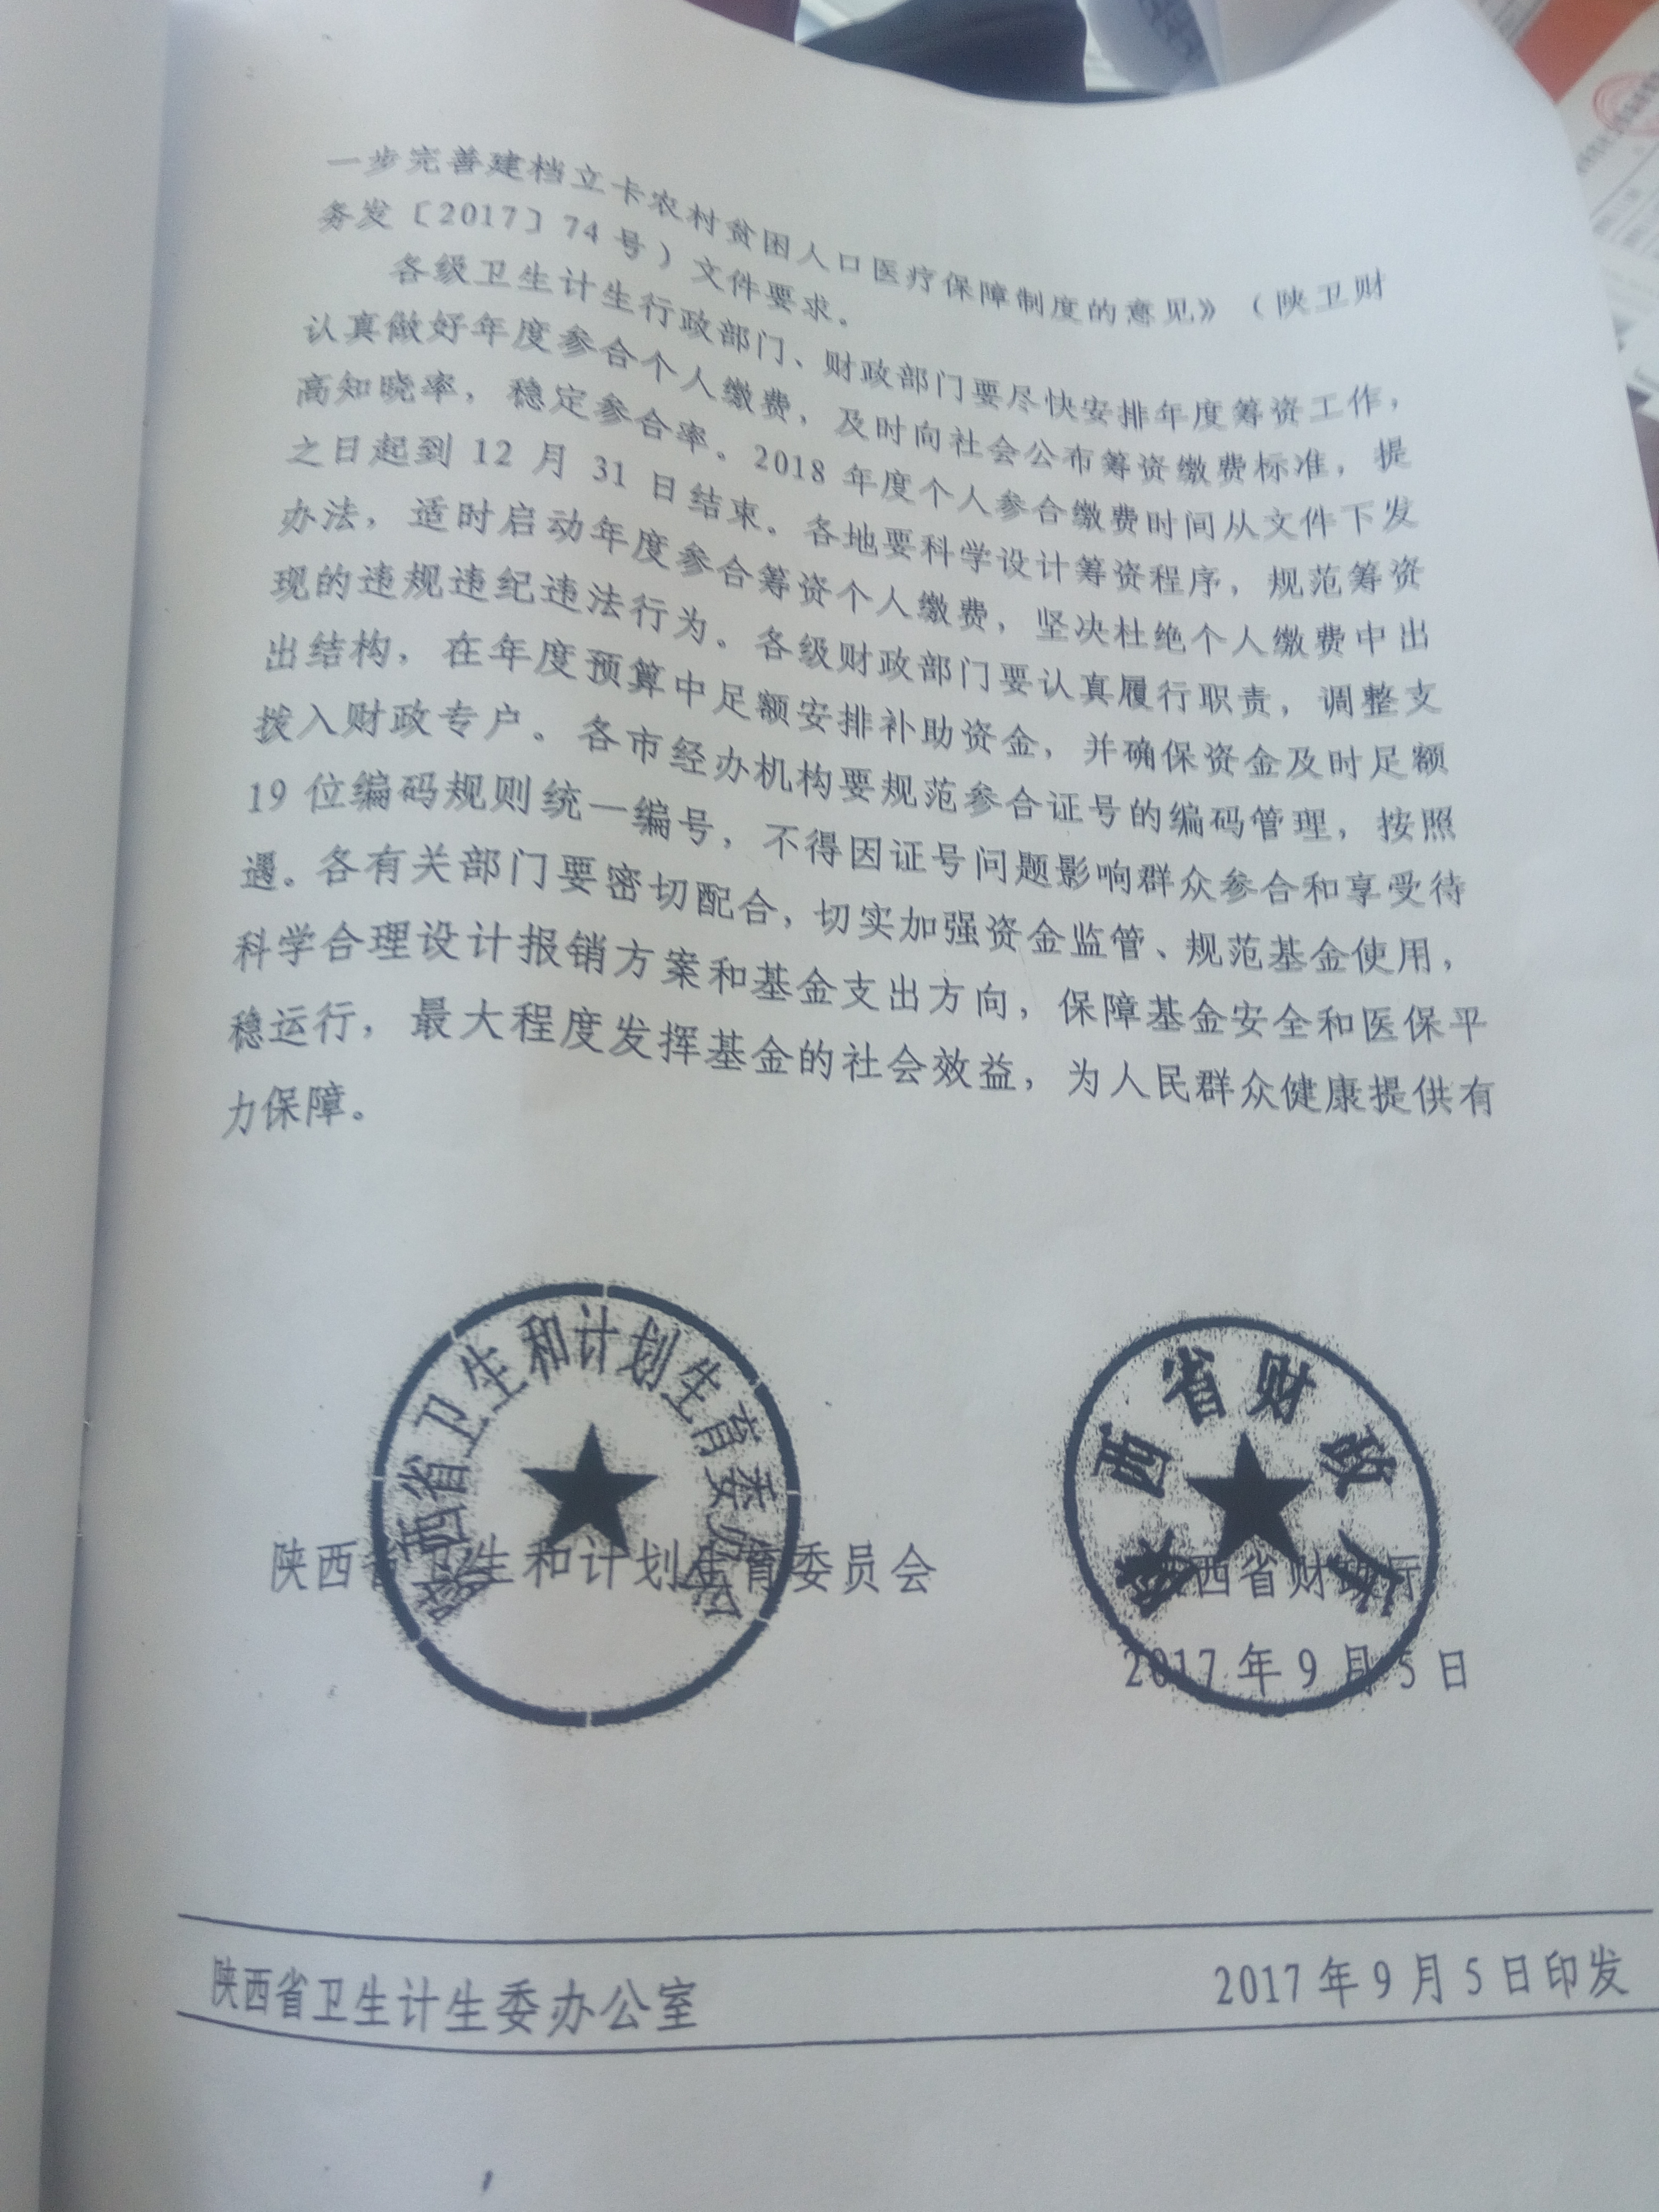 一步完善建档立卡农村贫困人口医疗保障制度的意见》（陕卫财
务发〔2017〕74号）文件要求。
各级卫生计生行政部门、财政部门要尽快安排年度筹资工作，
认真做好年度参合个人缴费，及时向社会公布筹资缴费标准，提
高知晓率，稳定参合率。2018年度个人参合缴费时间从文件下发
之日起到12月31日结束。各地要科学设计筹资程序，规范筹资
办法，适时启动年度参合筹资个人缴费，坚决杜绝个人缴费中出
现的违规违纪违法行为。各级财政部门要认真履行职责，调整支
出结构，在年度预算中足额安排补助资金，并确保资金及时足额
拨入财政专户。各市经办机构要规范参合证号的编码管理，按照
19位编码规则统一编号，不得因证号问题影响群众参合和享受待
遇。各有关部门要密切配合，切实加强资金监管、规范基金使用，
科学合理设计报销方案和基金支出方向，保障基金安全和医保平
稳运行，最大程度发挥基金的社会效益，为人民群众健康提供有
力保障。
陕西省卫生和计划生育委员会
陕西省财政厅
陕西省卫生和计划生育委员会
陕西省财政厅
2017年9月5日
陕西省卫生计生委办公室
2017年9月5日印发